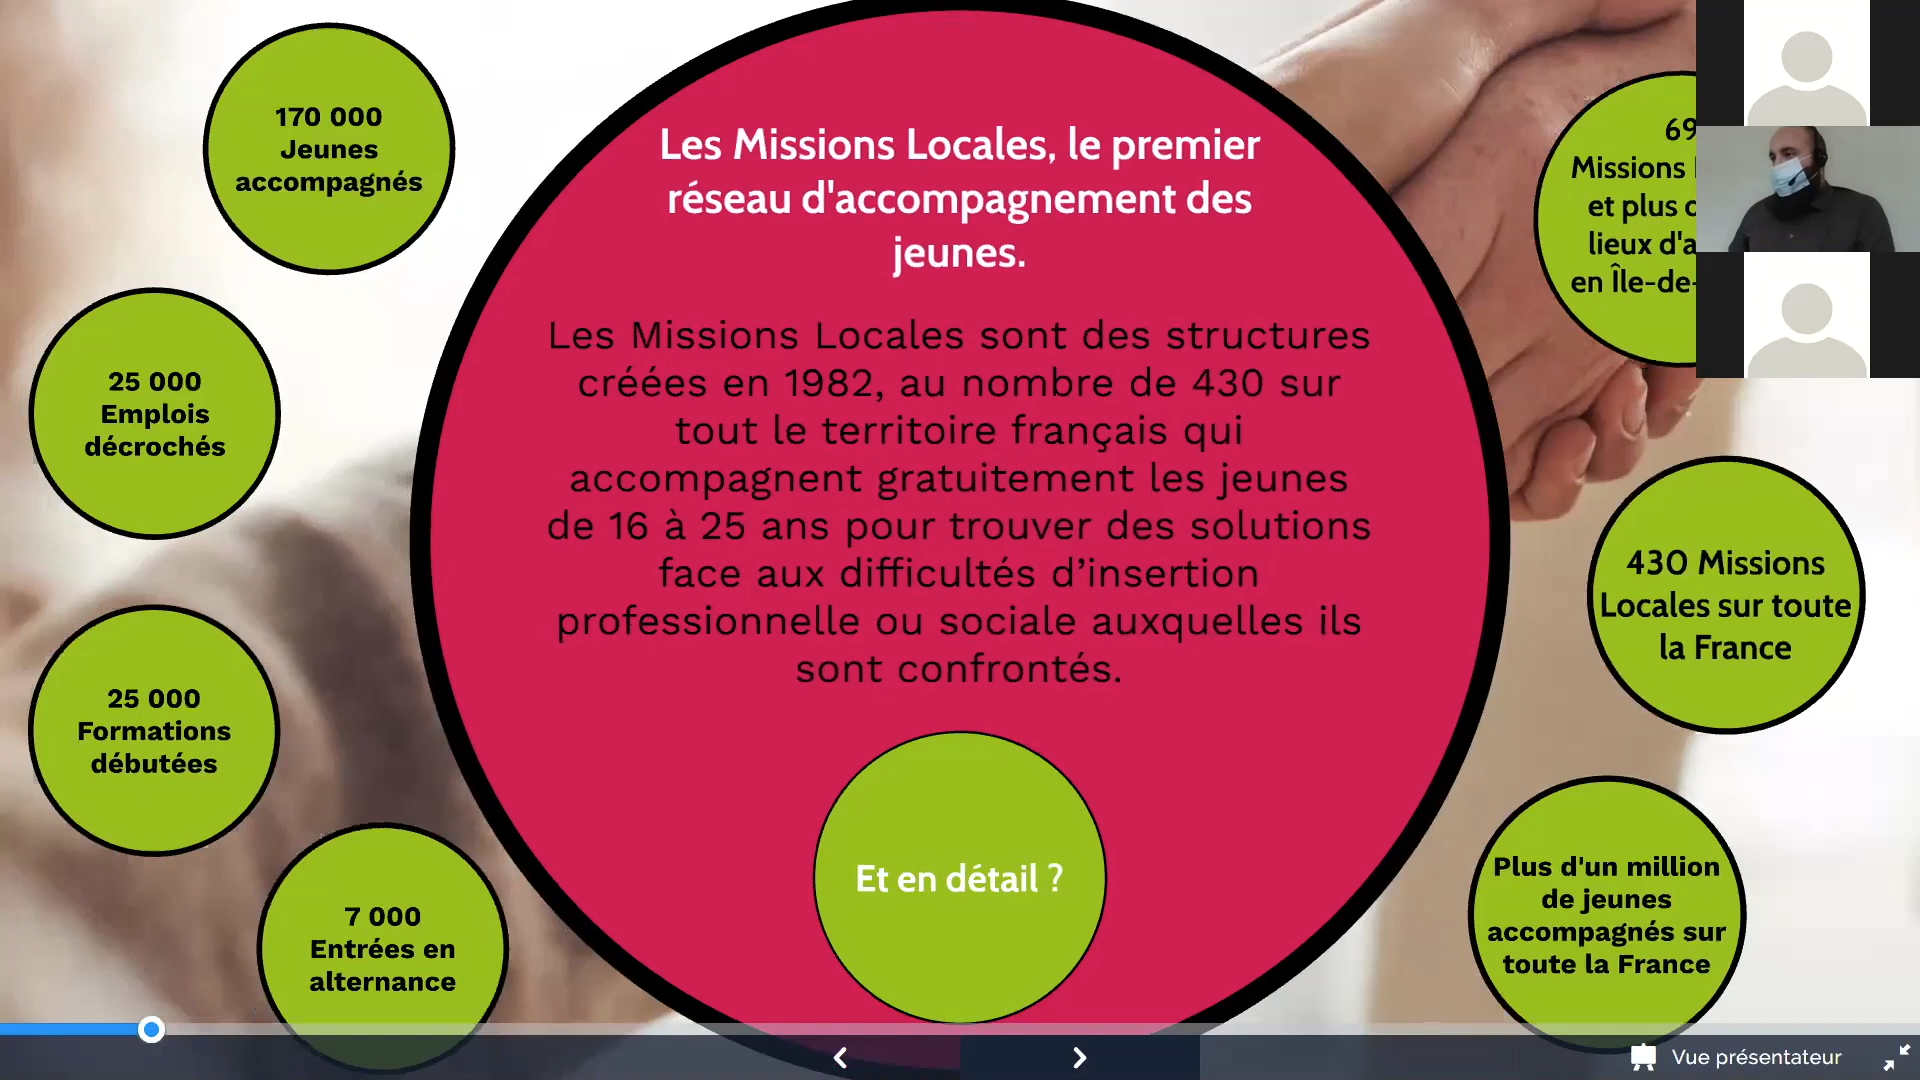 170 000
Jeunes
accompagnés
25 000
Emplois
décrochés
25 000
Formations
débutées
7 000
Entrées en
alternance
Les Missions Locales, le premier
réseau d'accompagnement des
jeunes.
Les Missions Locales sont des structures
créées en 1982, au nombre de 430 sur
tout le territoire français qui
accompagnent gratuitement les jeunes
de 16 à 25 ans pour trouver des solutions
face aux difficultés d’insertion
professionnelle ou sociale auxquelles ils
sont confrontés.
Et en détail ?
69
Missions
et plus
lieux
en Île-de-
430 Missions
Locales sur toute
la France
Plus d'un million
de jeunes
accompagnés sur
toute la France
Vue présentateur